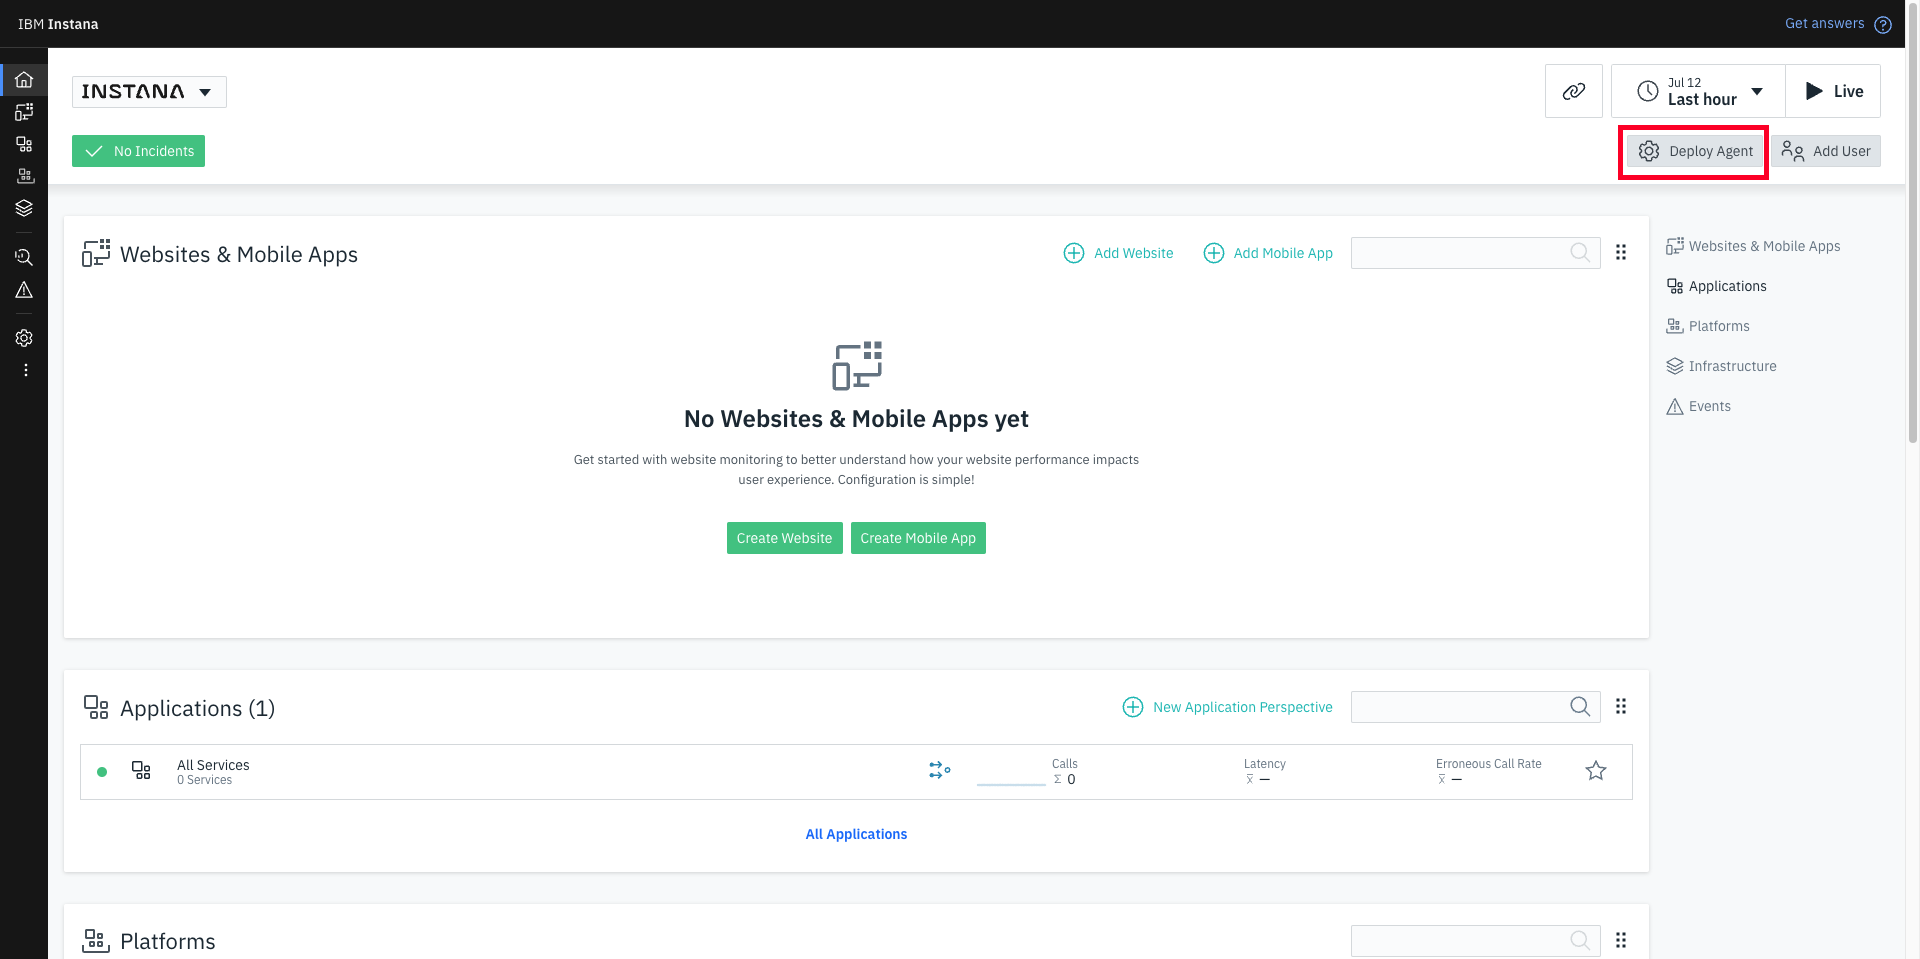 IBM Instana
Get answers
INSTANA
Jul 12
Last hour
Live
No Incidents
Deploy Agent
Add User
Websites & Mobile Apps
Add Website
Add Mobile App
Websites & Mobile Apps
Applications
Platforms
Infrastructure
Events
No Websites & Mobile Apps yet
Get started with website monitoring to better understand how your website performance impacts
user experience. Configuration is simple!
Create Website
Create Mobile App
Applications (1)
New Application Perspective
All Services
0 Services
Calls
Σ 0
Latency
x̅ –
Erroneous Call Rate
x̅ –
All Applications
Platforms